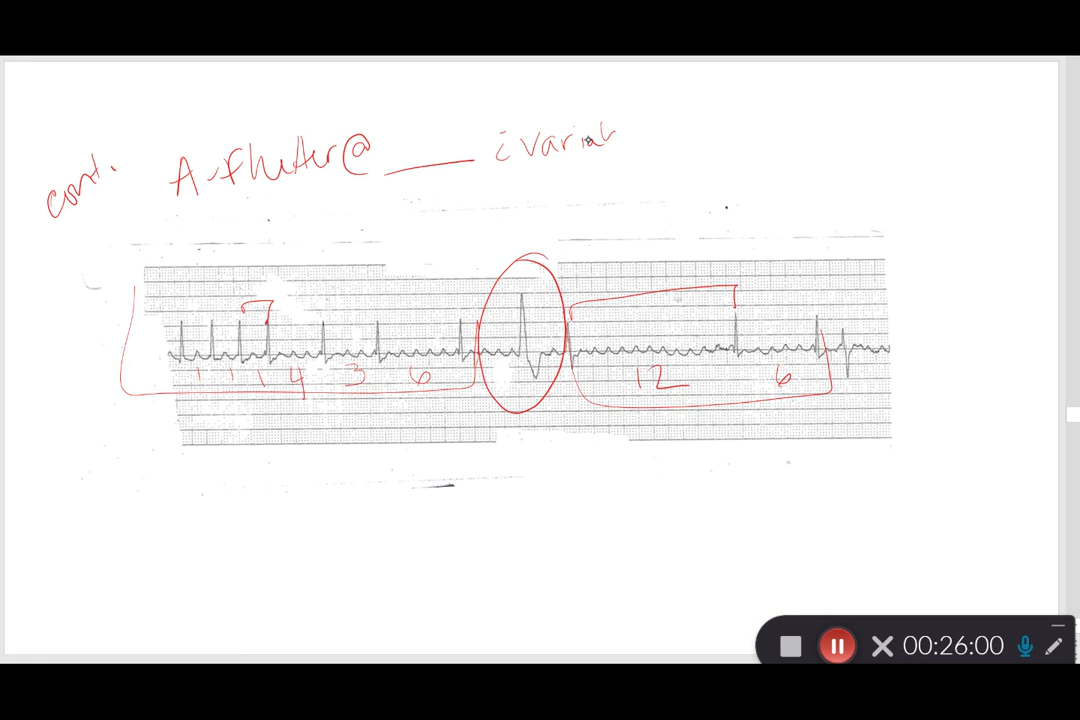 cont. A-flutter @ ____ c̄ variab
1 1 1 4 3 6 12 6
00:26:00